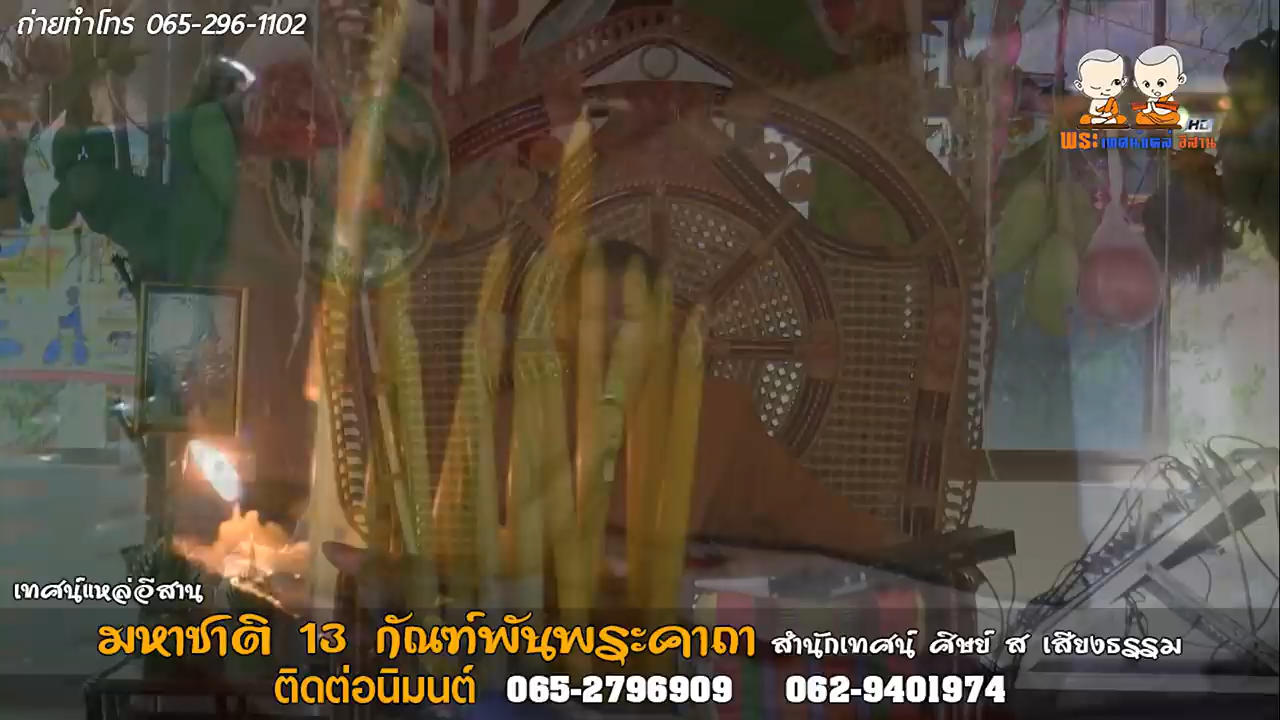 ถ่ายทำโทร 065-296-1102
HD
พระเทศน์แหล่ อีสาน
เทศน์แหล่อีสาน
มหาชาติ 13 กัณฑ์พันพระคาถา สำนักเทศน์ ศิษย์ ส เสียงธรรม
ติดต่อนิมนต์ 065-2796909 062-9401974